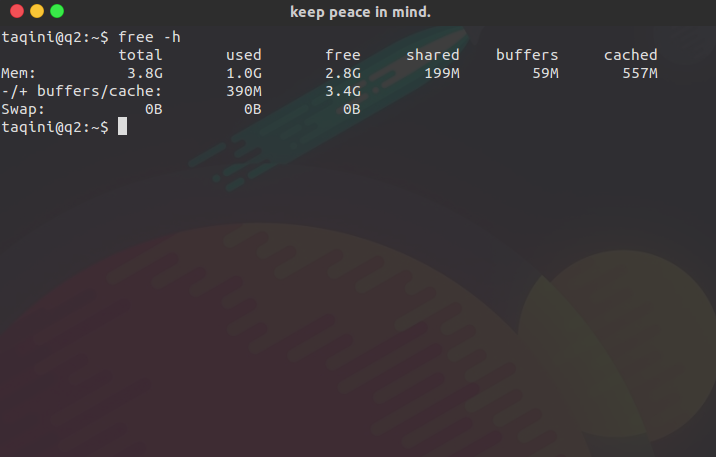 keep peace in mind.
taqini@q2:~$ free -h
total used free shared buffers cached
Mem: 3.8G 1.0G 2.8G 199M 59M 557M
-/+ buffers/cache: 390M 3.4G
Swap: 0B 0B 0B
taqini@q2:~$